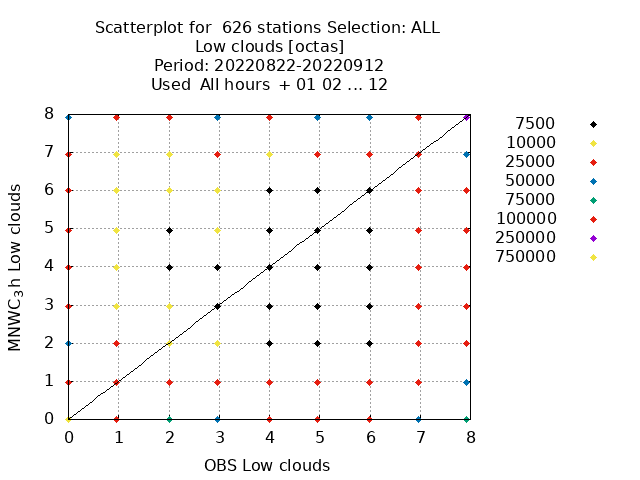 Scatterplot for  626 stations Selection: ALL
Low clouds [octas]
Period: 20220822-20220912
Used  All hours  + 01 02 ... 12
8
7
6
5
4
3
2
1
0
0 1 2 3 4 5 6 7 8
MNWC_3h Low clouds
OBS Low clouds
7500
10000
25000
50000
75000
100000
250000
750000